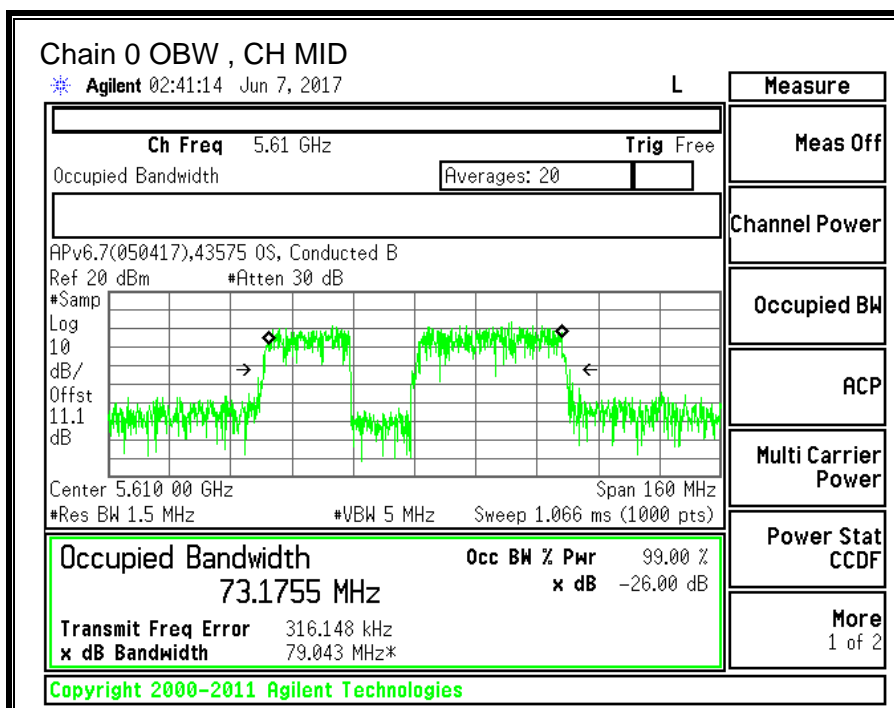 Chain 0 OBW , CH MID
Agilent 02:41:14 Jun 7, 2017 L
Measure
Ch Freq 5.61 GHz Trig Free
Meas Off
Occupied Bandwidth Averages: 20
Channel Power
APv6.7(050417),43575 OS, Conducted B
Ref 20 dBm #Atten 30 dB
#Samp
Log
10
dB/
Offst
11.1
dB
Occupied BW
ACP
Center 5.610 00 GHz Span 160 MHz
#Res BW 1.5 MHz #VBW 5 MHz Sweep 1.066 ms (1000 pts)
Multi Carrier
Power
Occupied Bandwidth Occ BW % Pwr 99.00 %
73.1755 MHz x dB -26.00 dB
Power Stat
CCDF
Transmit Freq Error 316.148 kHz
x dB Bandwidth 79.043 MHz*
More
1 of 2
Copyright 2000-2011 Agilent Technologies